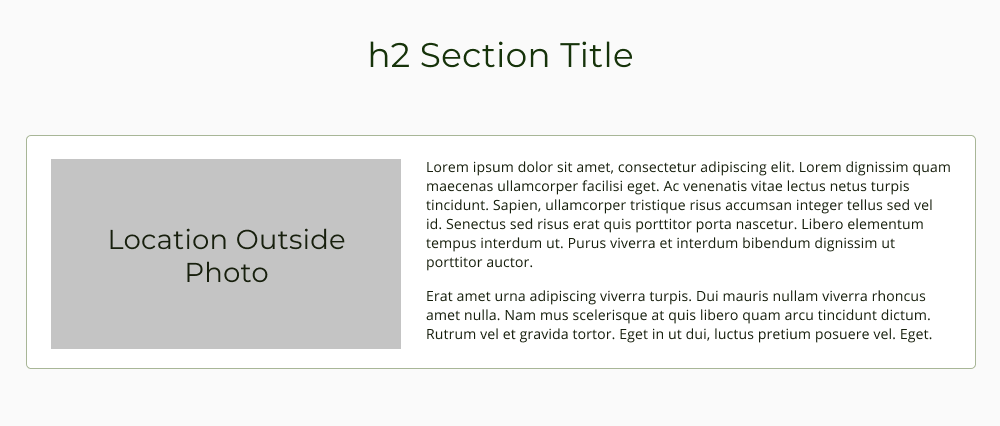 h2 Section Title
Location Outside
Photo
Lorem ipsum dolor sit amet, consectetur adipiscing elit. Lorem dignissim quam
maecenas ullamcorper facilisi eget. Ac venenatis vitae lectus netus turpis
tincidunt. Sapien, ullamcorper tristique risus accumsan integer tellus sed vel
id. Senectus sed risus erat quis porttitor porta nascetur. Libero elementum
tempus interdum ut. Purus viverra et interdum bibendum dignissim ut
porttitor auctor.
Erat amet urna adipiscing viverra turpis. Dui mauris nullam viverra rhoncus
amet nulla. Nam mus scelerisque at quis libero quam arcu tincidunt dictum.
Rutrum vel et gravida tortor. Eget in ut dui, luctus pretium posuere vel. Eget.